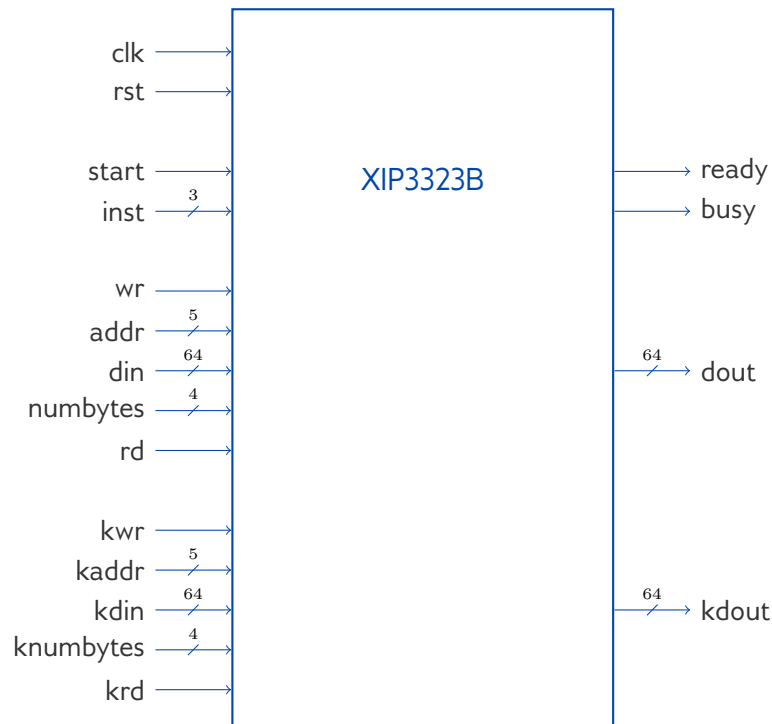 clk
rst
start
3
inst
wr
5
addr
64
din
4
numbytes
rd
kwr
5
kaddr
64
kdin
4
knumbytes
krd
XIP3323B
ready
busy
64
dout
64
kdout